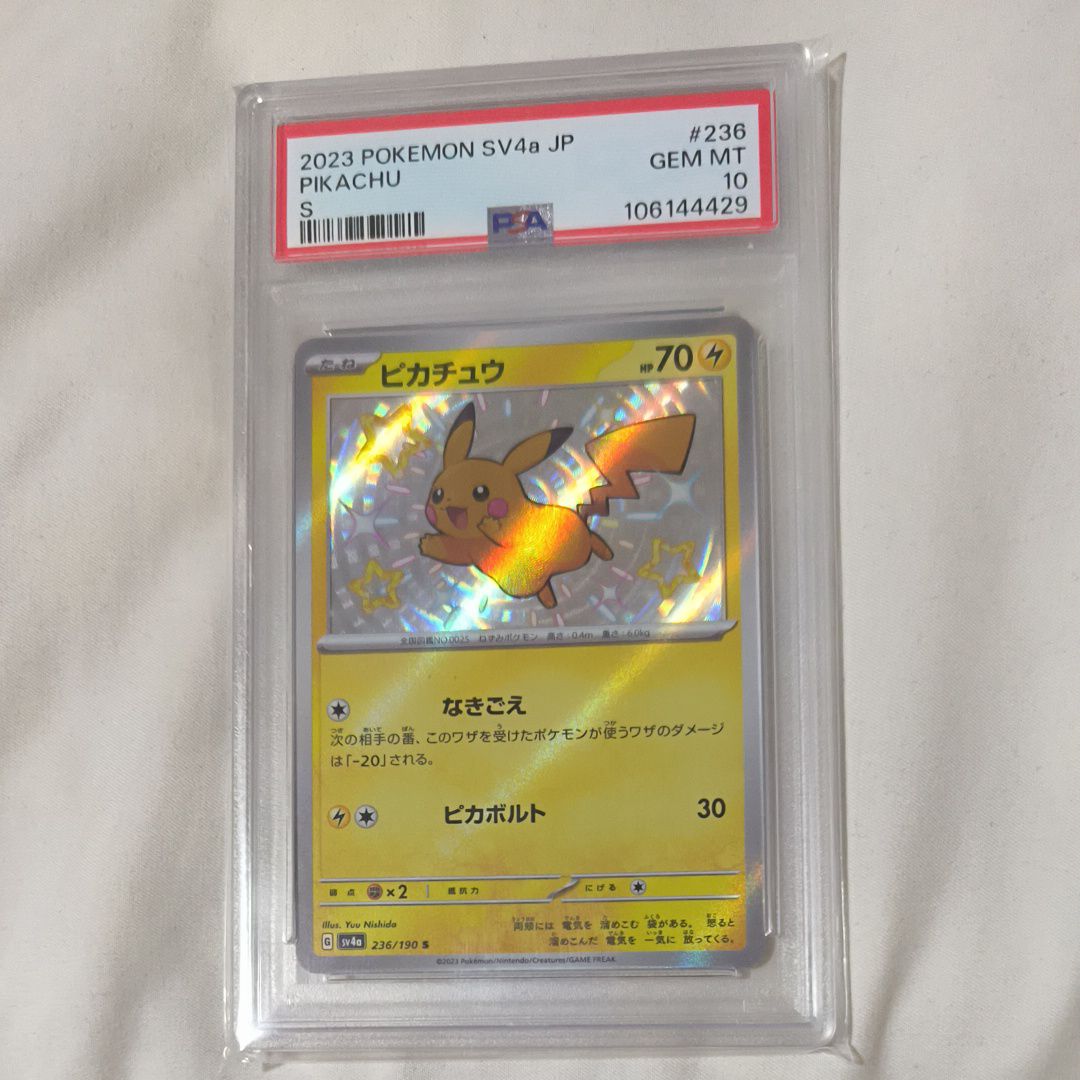 2023 POKEMON SV4a JP #236
PIKACHU GEM MT
S 10
PSA 106144429
たね ピカチュウ HP70
全国図鑑NO.0025 ねずみポケモン 高さ:0.4m 重さ:6.0kg
なきごえ
次の相手の番、このワザを受けたポケモンが使うワザのダメージ
は「-20」される。
ピカボルト 30
弱点 ×2 抵抗力 にげる
Illus. Yuu Nishida
両頬には 電気を 溜めこむ 袋がある。 怒ると
溜めこんだ 電気を 一気に 放ってくる。
G sv4a 236/190 S
©2023 Pokémon/Nintendo/Creatures/GAME FREAK.